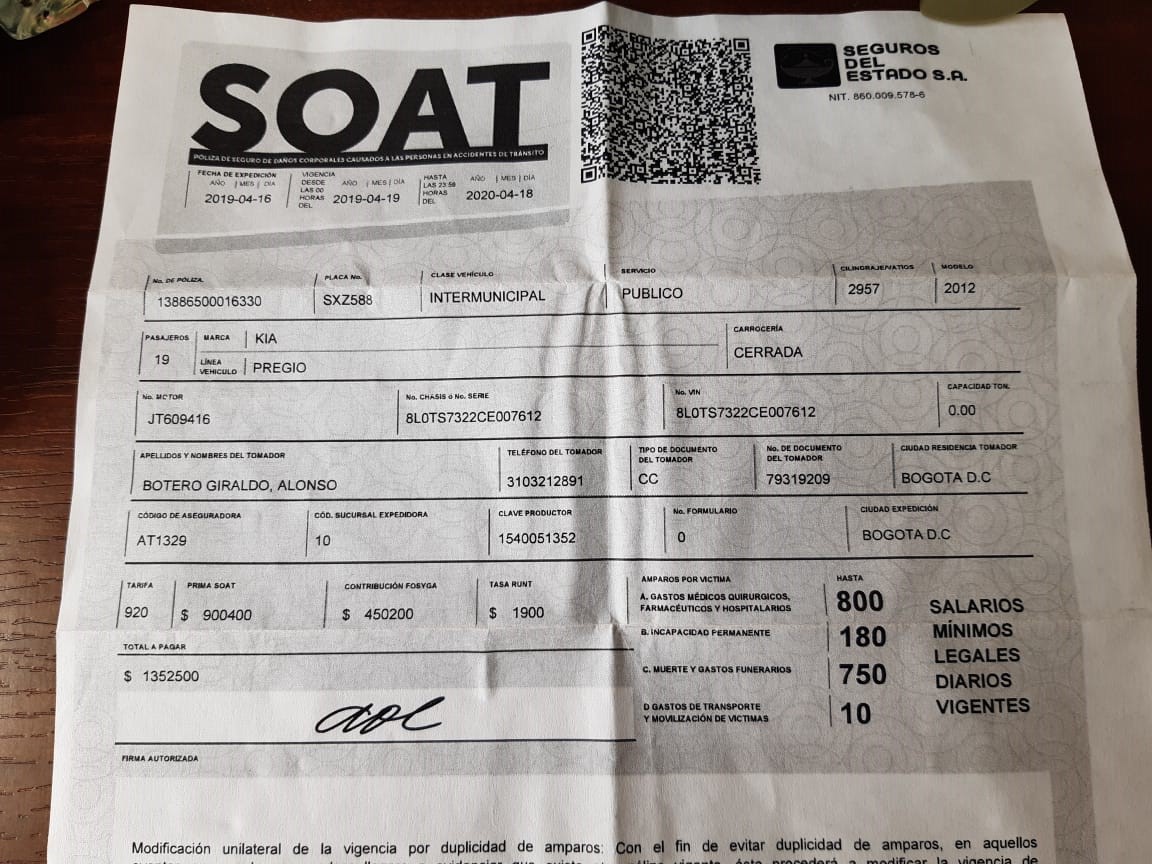 SOAT
PÓLIZA DE SEGURO DE DAÑOS CORPORALES CAUSADOS A LAS PERSONAS EN ACCIDENTES DE TRÁNSITO
FECHA DE EXPEDICIÓN
AÑO | MES | DÍA
2019-04-16
VIGENCIA
DESDE
LAS 00
HORAS
DEL
AÑO | MES | DÍA
2019-04-19
HASTA
LAS 23:59
HORAS
DEL
AÑO | MES | DÍA
2020-04-18
SEGUROS
DEL
ESTADO S.A.
NIT. 860.009.578-6
No. DE POLIZA.
13886500016330
PLACA No.
SXZ588
CLASE VEHÍCULO
INTERMUNICIPAL
SERVICIO
PUBLICO
CILINDRAJE/VATIOS
2957
MODELO
2012
PASAJEROS
19
MARCA
KIA
LÍNEA
VEHICULO
PREGIO
CARROCERÍA
CERRADA
No. MOTOR
JT609416
No. CHASIS ó No. SERIE
8L0TS7322CE007612
No. VIN
8L0TS7322CE007612
CAPACIDAD TON.
0.00
APELLIDOS Y NOMBRES DEL TOMADOR
BOTERO GIRALDO, ALONSO
TELÉFONO DEL TOMADOR
3103212891
TIPO DE DOCUMENTO
DEL TOMADOR
CC
No. DE DOCUMENTO
DEL TOMADOR
79319209
CIUDAD RESIDENCIA TOMADOR
BOGOTA D.C
CÓDIGO DE ASEGURADORA
AT1329
CÓD. SUCURSAL EXPEDIDORA
10
CLAVE PRODUCTOR
1540051352
No. FORMULARIO
0
CIUDAD EXPEDICIÓN
BOGOTA D.C
TARIFA
920
PRIMA SOAT
$ 900400
CONTRIBUCIÓN FOSYGA
$ 450200
TASA RUNT
$ 1900
TOTAL A PAGAR
$ 1352500
FIRMA AUTORIZADA
AMPAROS POR VICTIMA
HASTA
A. GASTOS MÉDICOS QUIRURGICOS,
FARMACÉUTICOS Y HOSPITALARIOS
800
B. INCAPACIDAD PERMANENTE
180
C. MUERTE Y GASTOS FUNERARIOS
750
D GASTOS DE TRANSPORTE
Y MOVILIZACIÓN DE VICTIMAS
10
SALARIOS
MÍNIMOS
LEGALES
DIARIOS
VIGENTES
Modificación unilateral de la vigencia por duplicidad de amparos: Con el fin de evitar duplicidad de amparos, en aquellos